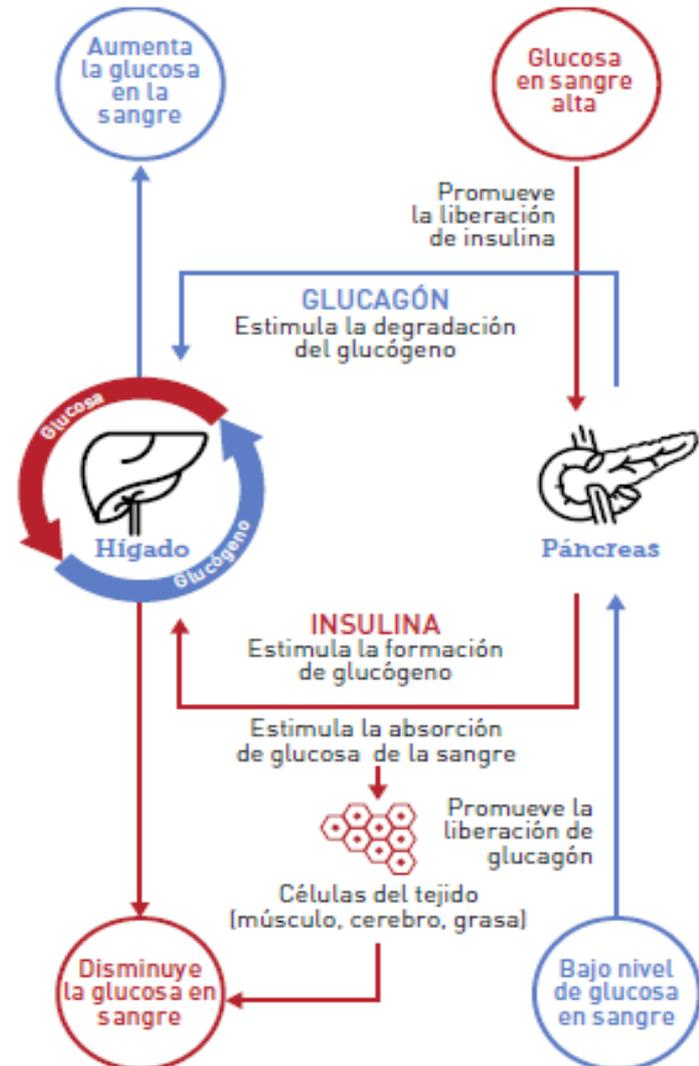 Aumenta
la glucosa
en la
sangre
Glucosa
en sangre
alta
Promueve
la liberación
de insulina
GLUCAGÓN
Estimula la degradación
del glucógeno
Glucosa
Hígado
Glucógeno
Páncreas
INSULINA
Estimula la formación
de glucógeno
Estimula la absorción
de glucosa de la sangre
Promueve la
liberación de
glucagón
Células del tejido
(músculo, cerebro, grasa)
Disminuye
la glucosa en
sangre
Bajo nivel
de glucosa
en sangre